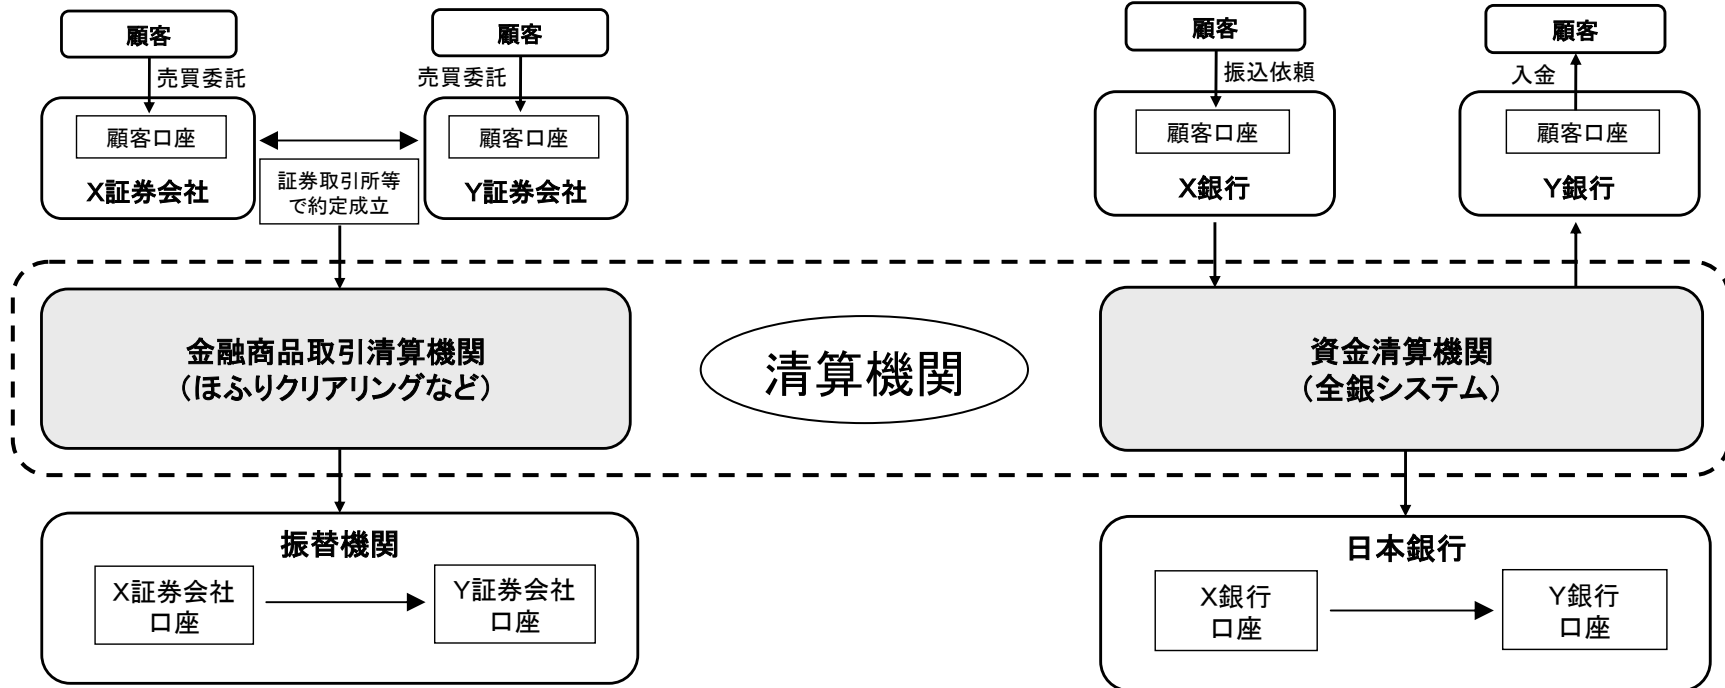 顧客
顧客
顧客
顧客
売買委託
売買委託
振込依頼
入金
顧客口座
顧客口座
顧客口座
顧客口座
X証券会社
証券取引所等
で約定成立
Y証券会社
X銀行
Y銀行
金融商品取引清算機関
(ほふりクリアリングなど)
清算機関
資金清算機関
(全銀システム)
振替機関
X証券会社
口座
Y証券会社
口座
日本銀行
X銀行
口座
Y銀行
口座